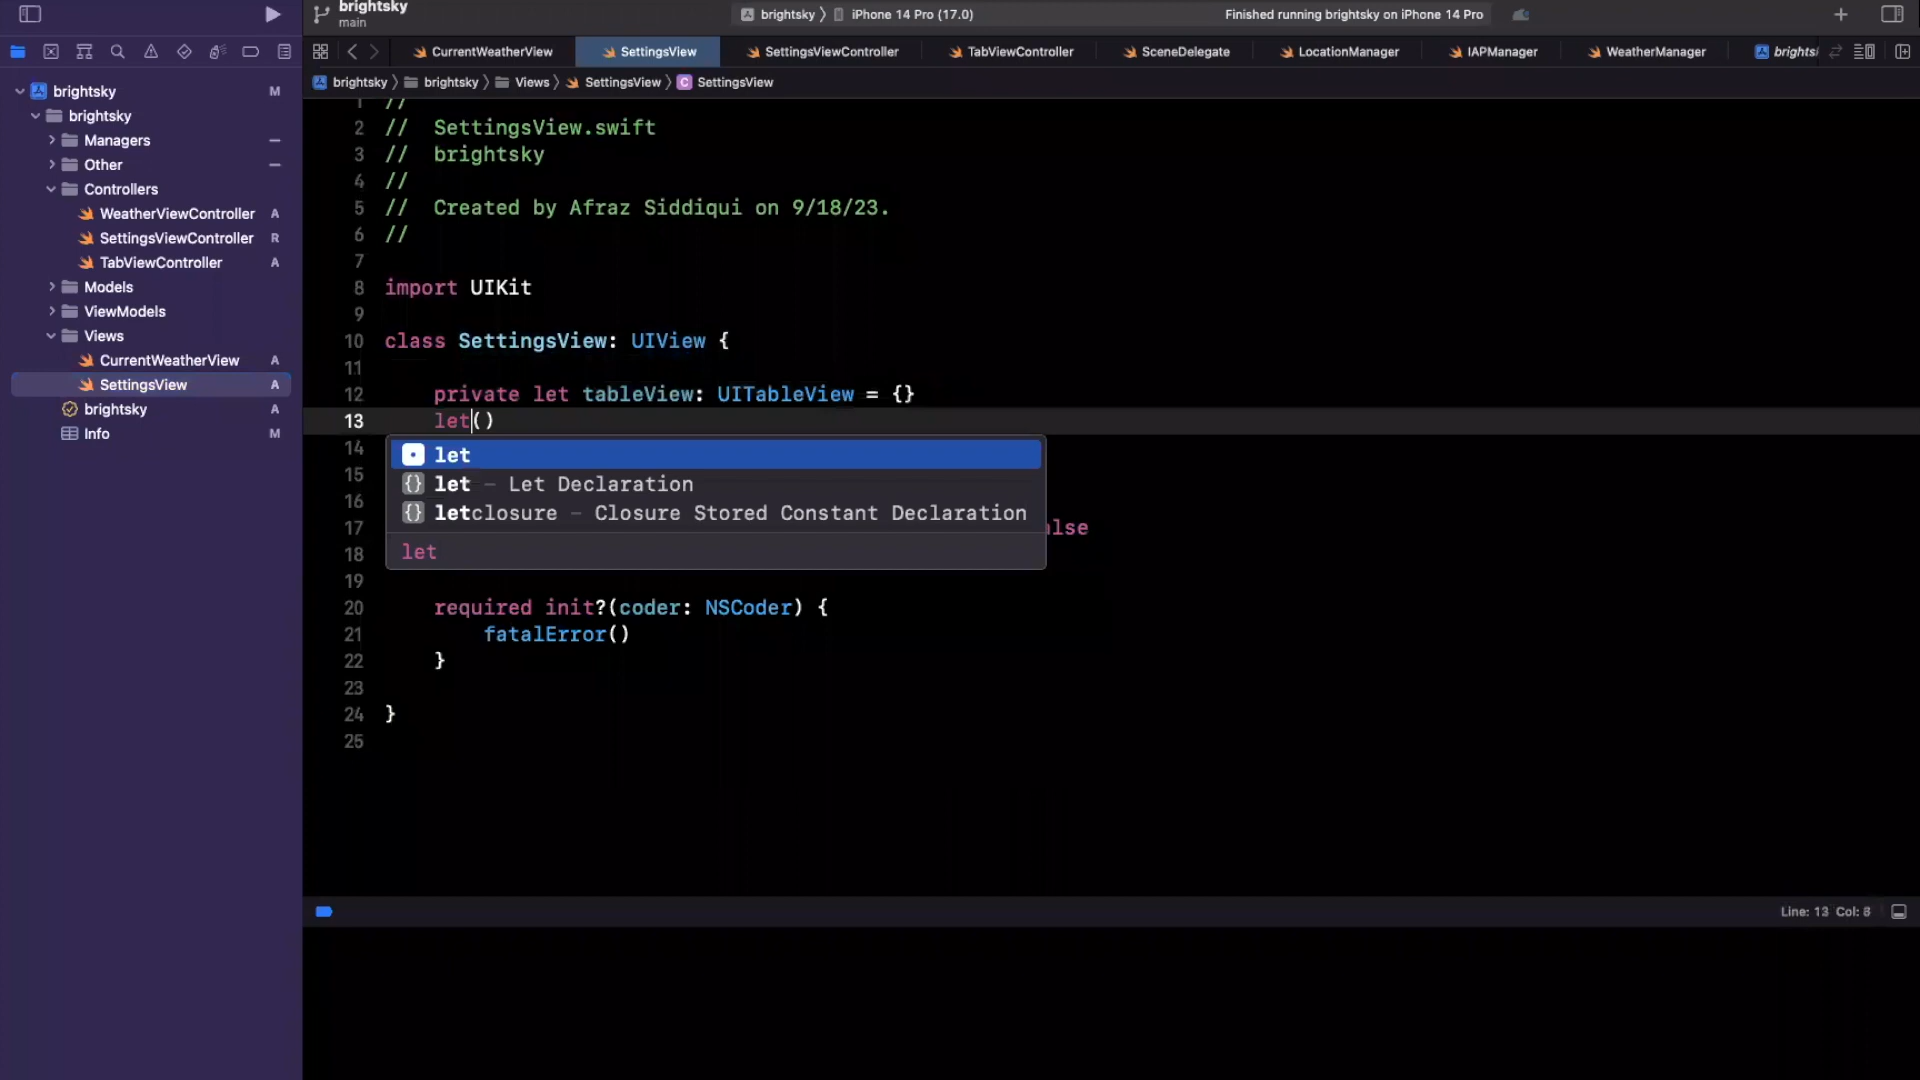 brightsky
main
brightsky
iPhone 14 Pro (17.0)
Finished running brightsky on iPhone 14 Pro
CurrentWeatherView
SettingsView
SettingsViewController
TabViewController
SceneDelegate
LocationManager
IAPManager
WeatherManager
brights
brightsky
brightsky
Views
SettingsView
C SettingsView
brightsky M
brightsky
Managers
Other
Controllers
WeatherViewController A
SettingsViewController R
TabViewController A
Models
ViewModels
Views
CurrentWeatherView A
SettingsView A
brightsky A
Info M
1 //
2 // SettingsView.swift
3 // brightsky
4 //
5 // Created by Afraz Siddiqui on 9/18/23.
6 //
7
8 import UIKit
9
10 class SettingsView: UIView {
11
12 private let tableView: UITableView = {}
13 let()
14
15
16
17 alse
18
19
20 required init?(coder: NSCoder) {
21 fatalError()
22 }
23
24 }
25
let
{} let – Let Declaration
{} letclosure – Closure Stored Constant Declaration
let
Line: 13 Col: 8